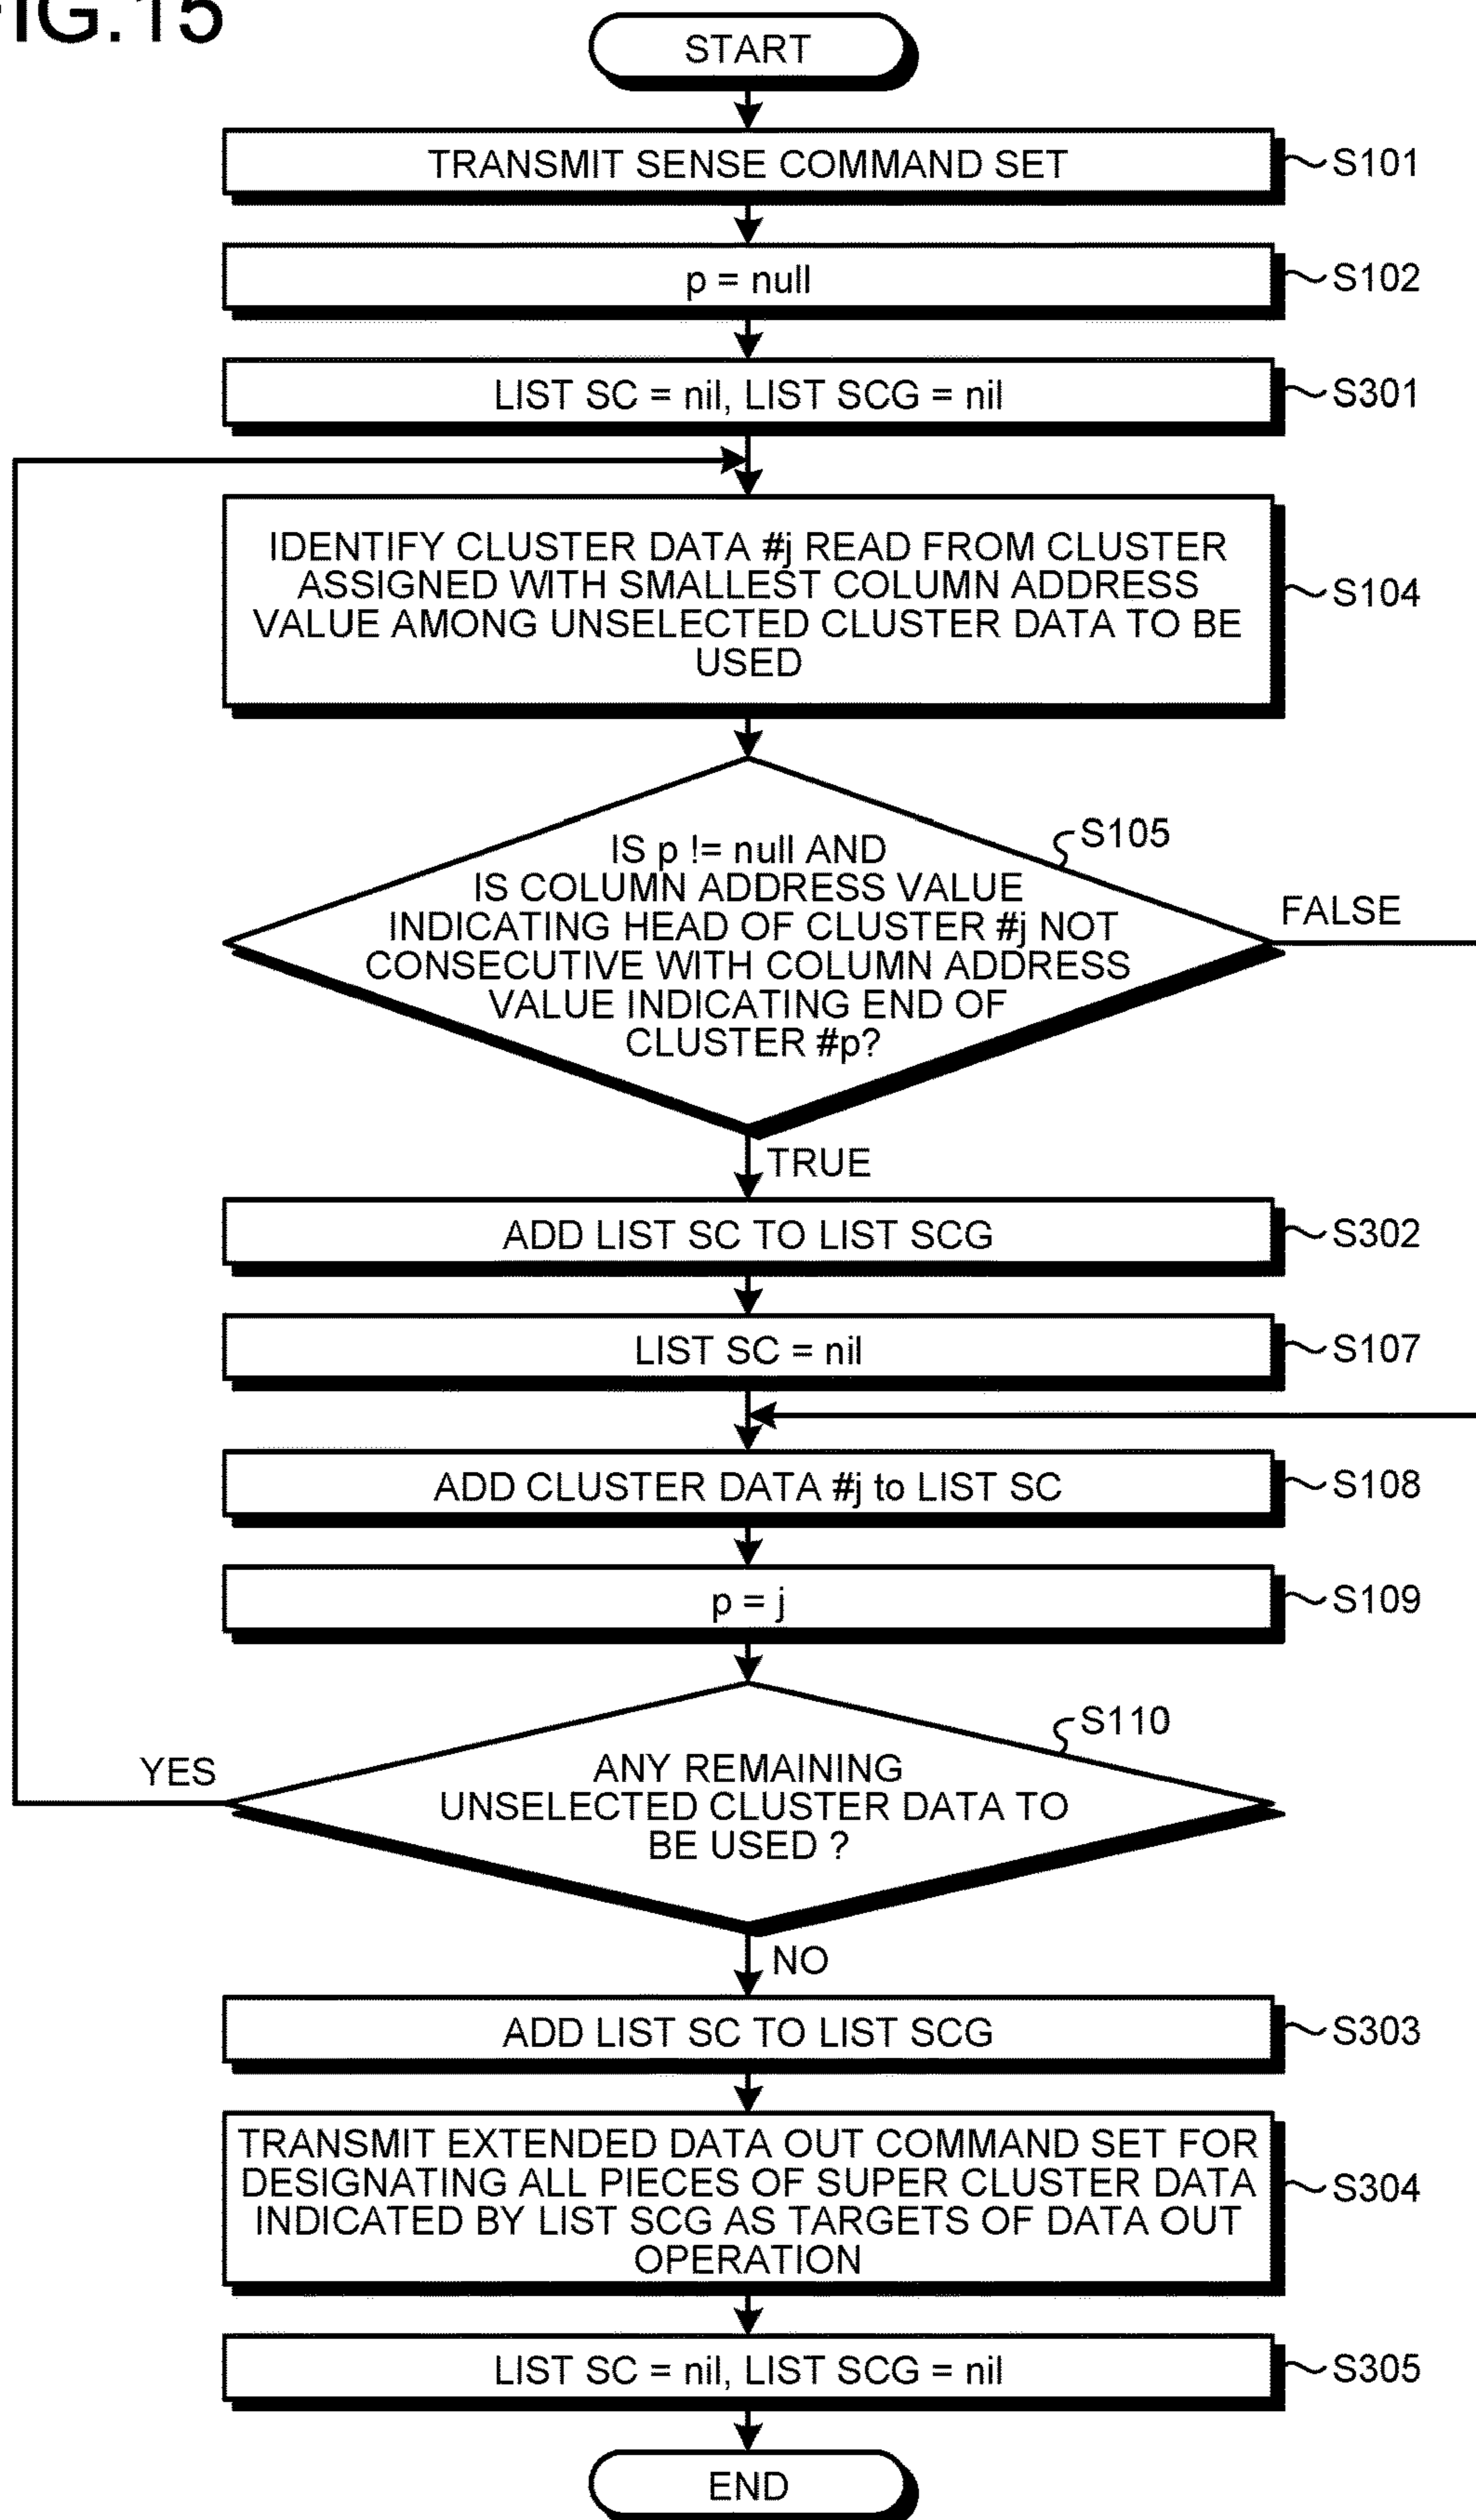 FIG.15
START
TRANSMIT SENSE COMMAND SET
S101
p = null
S102
LIST SC = nil, LIST SCG = nil
S301
IDENTIFY CLUSTER DATA #j READ FROM CLUSTER
ASSIGNED WITH SMALLEST COLUMN ADDRESS
VALUE AMONG UNSELECTED CLUSTER DATA TO BE
USED
S104
IS p != null AND
IS COLUMN ADDRESS VALUE
INDICATING HEAD OF CLUSTER #j NOT
CONSECUTIVE WITH COLUMN ADDRESS
VALUE INDICATING END OF
CLUSTER #p?
S105
FALSE
TRUE
ADD LIST SC TO LIST SCG
S302
LIST SC = nil
S107
ADD CLUSTER DATA #j to LIST SC
S108
p = j
S109
ANY REMAINING
UNSELECTED CLUSTER DATA TO
BE USED ?
S110
YES
NO
ADD LIST SC TO LIST SCG
S303
TRANSMIT EXTENDED DATA OUT COMMAND SET FOR
DESIGNATING ALL PIECES OF SUPER CLUSTER DATA
INDICATED BY LIST SCG AS TARGETS OF DATA OUT
OPERATION
S304
LIST SC = nil, LIST SCG = nil
S305
END